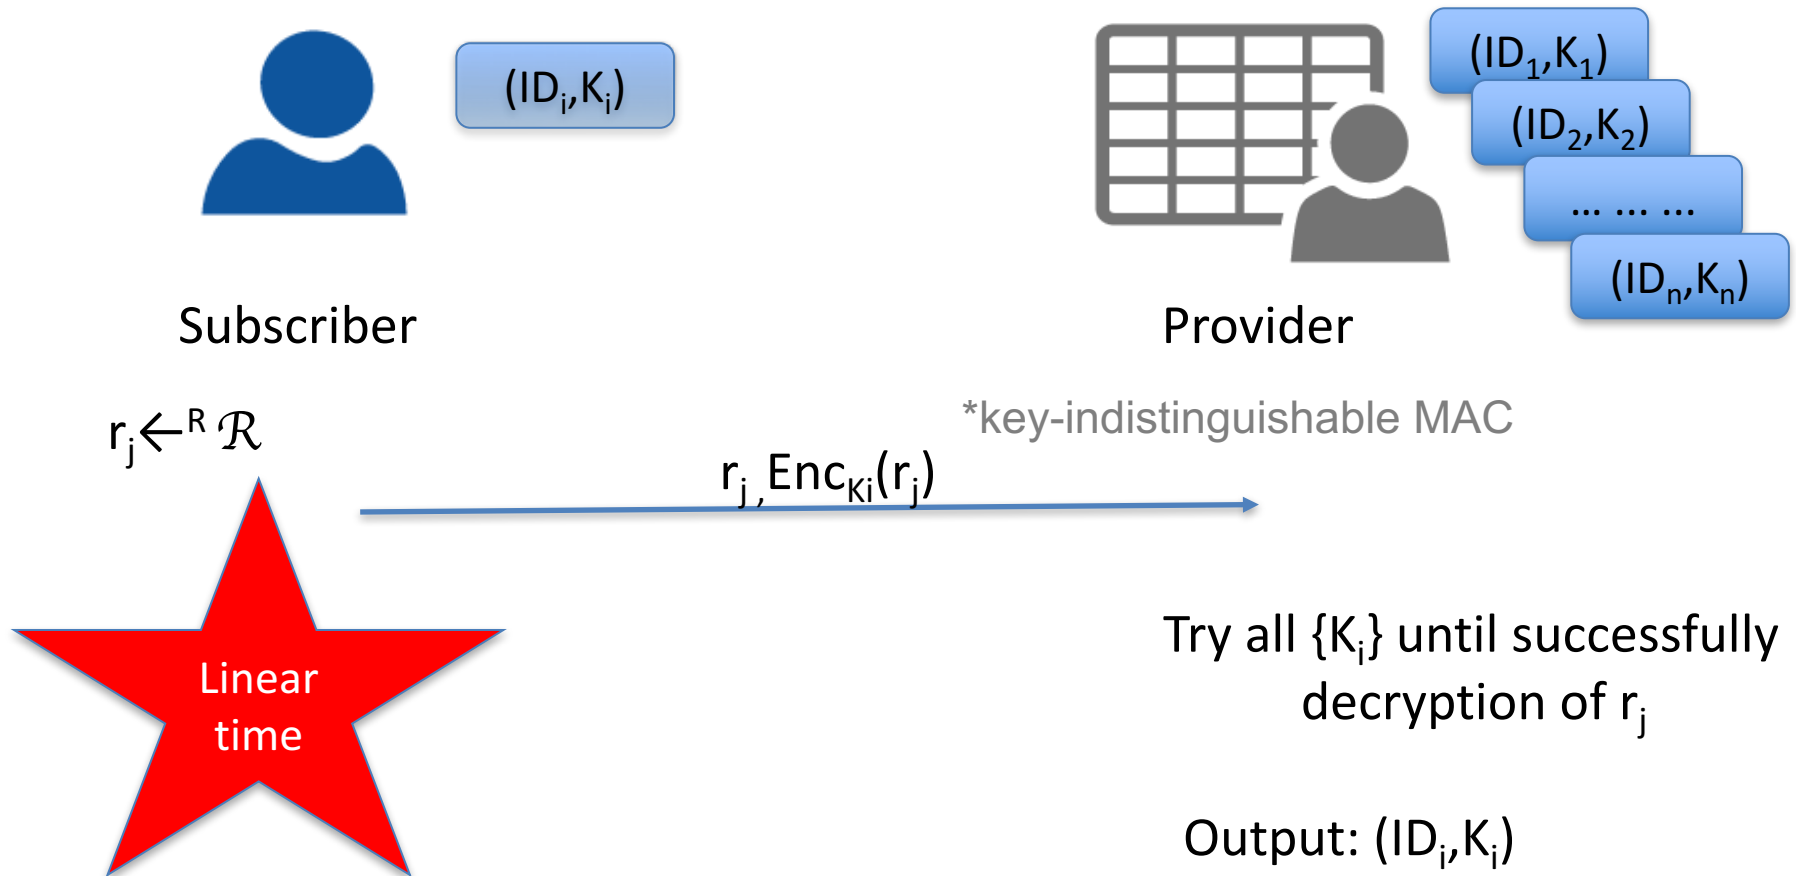 (IDᵢ,Kᵢ)
(ID₁,K₁)
(ID₂,K₂)
... ... ...
(IDₙ,Kₙ)
Subscriber
Provider
rⱼ←ᴿ ℛ
*key-indistinguishable MAC
rⱼ,Enc_Ki(rⱼ)
Linear
time
Try all {Kᵢ} until successfully
decryption of rⱼ
Output: (IDᵢ,Kᵢ)